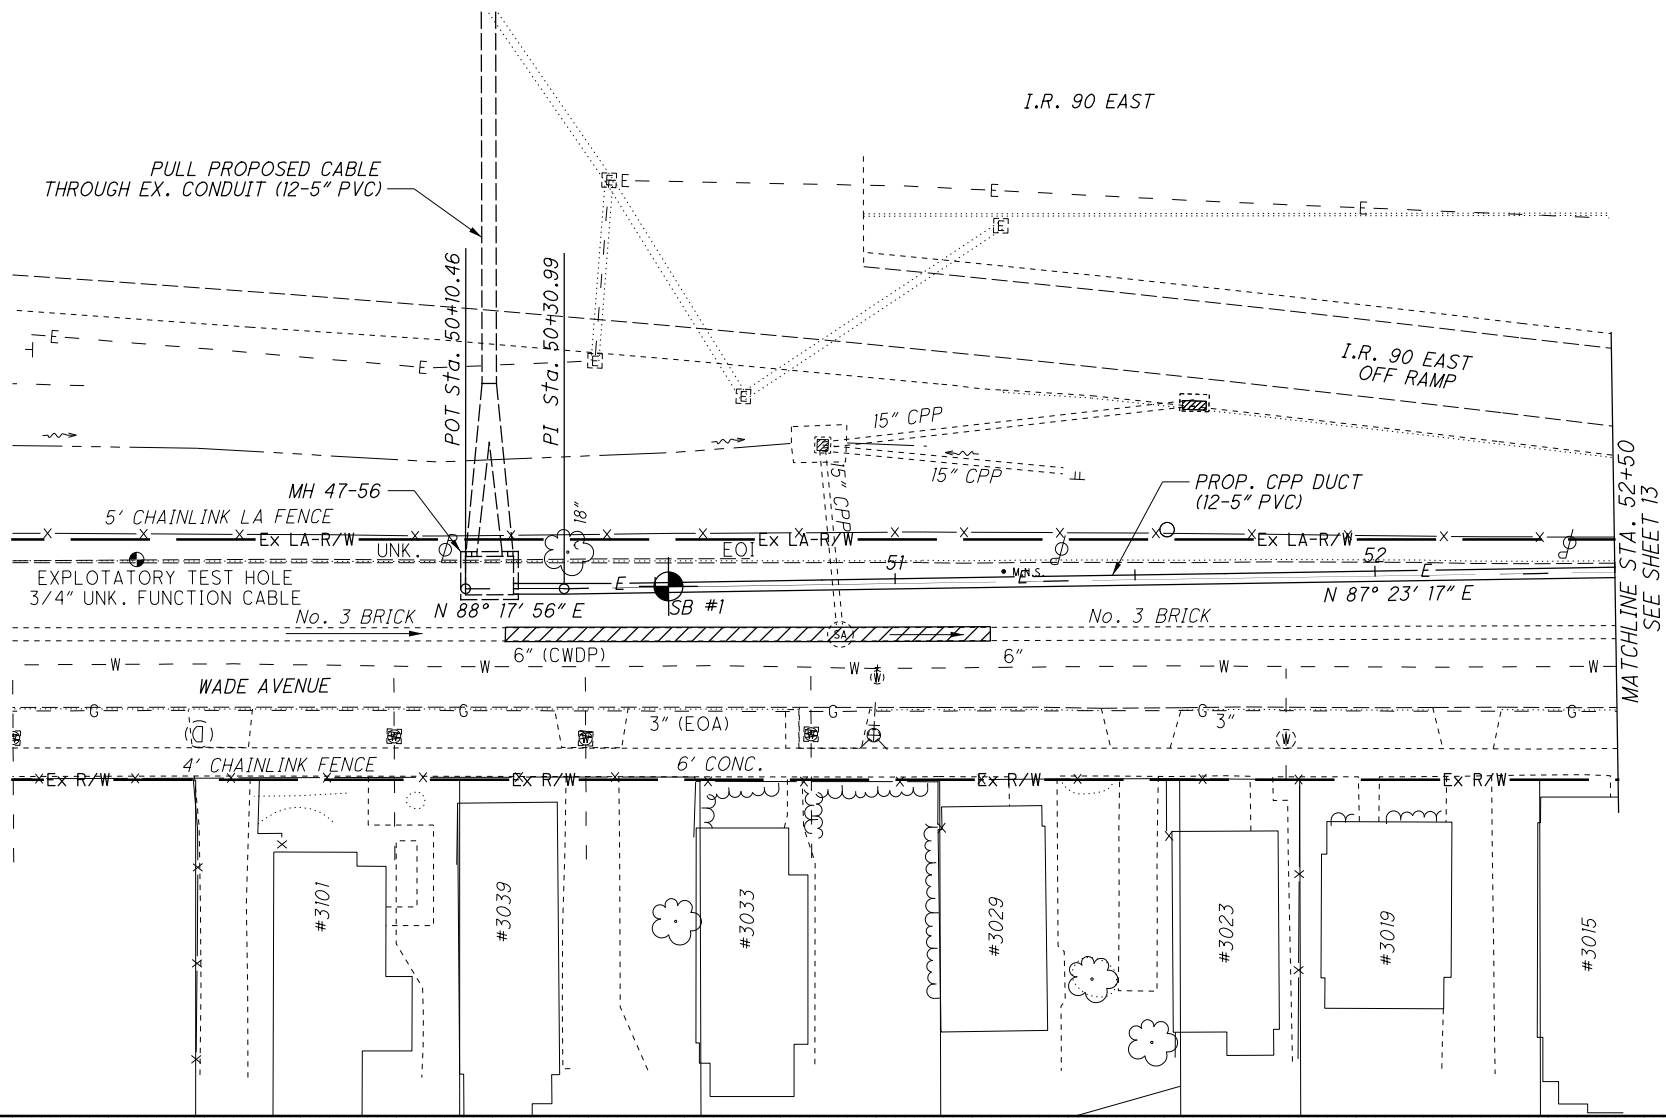 I.R. 90 EAST
PULL PROPOSED CABLE
THROUGH EX. CONDUIT (12-5" PVC)
E
E
E
E
POT Sta. 50+10.46
PI Sta. 50+30.99
E
E
E
E
I.R. 90 EAST
OFF RAMP
E
15" CPP
15" CPP
15" CPP
PROP. CPP DUCT
(12-5" PVC)
MATCHLINE STA. 52+50
SEE SHEET 13
MH 47-56
18"
5' CHAINLINK LA FENCE
Ex LA-R/W
Ex LA-R/W
Ex LA-R/W
UNK.
EOI
51
52
EXPLOTATORY TEST HOLE
3/4" UNK. FUNCTION CABLE
E
M.N.S.
E
E
N 88° 17' 56" E
SB #1
N 87° 23' 17" E
No. 3 BRICK
No. 3 BRICK
SA
6" (CWDP)
6"
W
W
W
W
W
W
WADE AVENUE
G
G
G
G
G
3" (EOA)
3"
(D)
W
W
W
W
4' CHAINLINK FENCE
6' CONC.
Ex R/W
Ex R/W
Ex R/W
Ex R/W
#3101
#3039
#3033
#3029
#3023
#3019
#3015